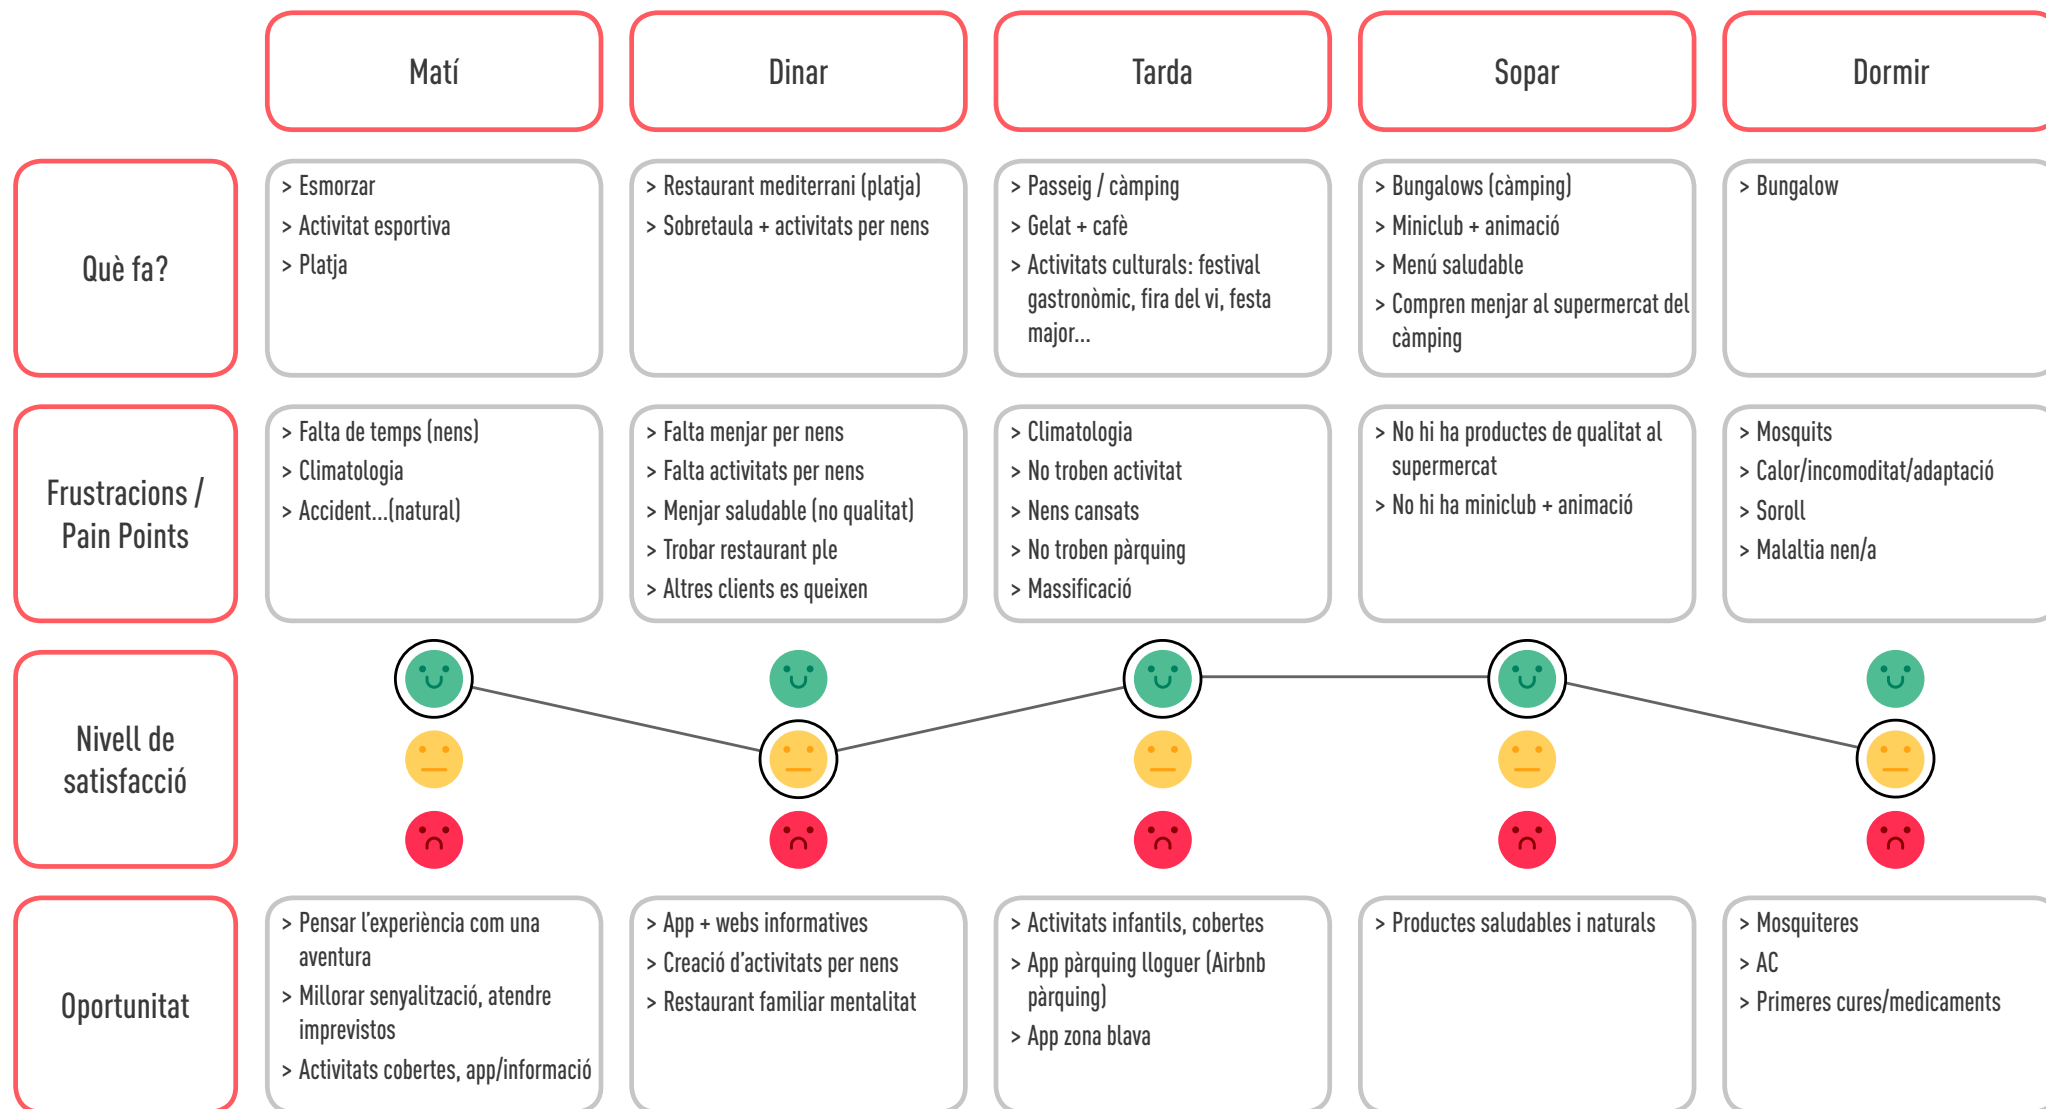 Matí
Dinar
Tarda
Sopar
Dormir
Què fa?
> Esmorzar
> Activitat esportiva
> Platja
> Restaurant mediterrani (platja)
> Sobretaula + activitats per nens
> Passeig / càmping
> Gelat + cafè
> Activitats culturals: festival
gastronòmic, fira del vi, festa
major...
> Bungalows (càmping)
> Miniclub + animació
> Menú saludable
> Compren menjar al supermercat del
càmping
> Bungalow
Frustracions /
Pain Points
> Falta de temps (nens)
> Climatologia
> Accident...(natural)
> Falta menjar per nens
> Falta activitats per nens
> Menjar saludable (no qualitat)
> Trobar restaurant ple
> Altres clients es queixen
> Climatologia
> No troben activitat
> Nens cansats
> No troben pàrquing
> Massificació
> No hi ha productes de qualitat al
supermercat
> No hi ha miniclub + animació
> Mosquits
> Calor/incomoditat/adaptació
> Soroll
> Malaltia nen/a
Nivell de
satisfacció
Oportunitat
> Pensar l'experiència com una
aventura
> Millorar senyalització, atendre
imprevistos
> Activitats cobertes, app/informació
> App + webs informatives
> Creació d'activitats per nens
> Restaurant familiar mentalitat
> Activitats infantils, cobertes
> App pàrquing lloguer (Airbnb
pàrquing)
> App zona blava
> Productes saludables i naturals
> Mosquiteres
> AC
> Primeres cures/medicaments